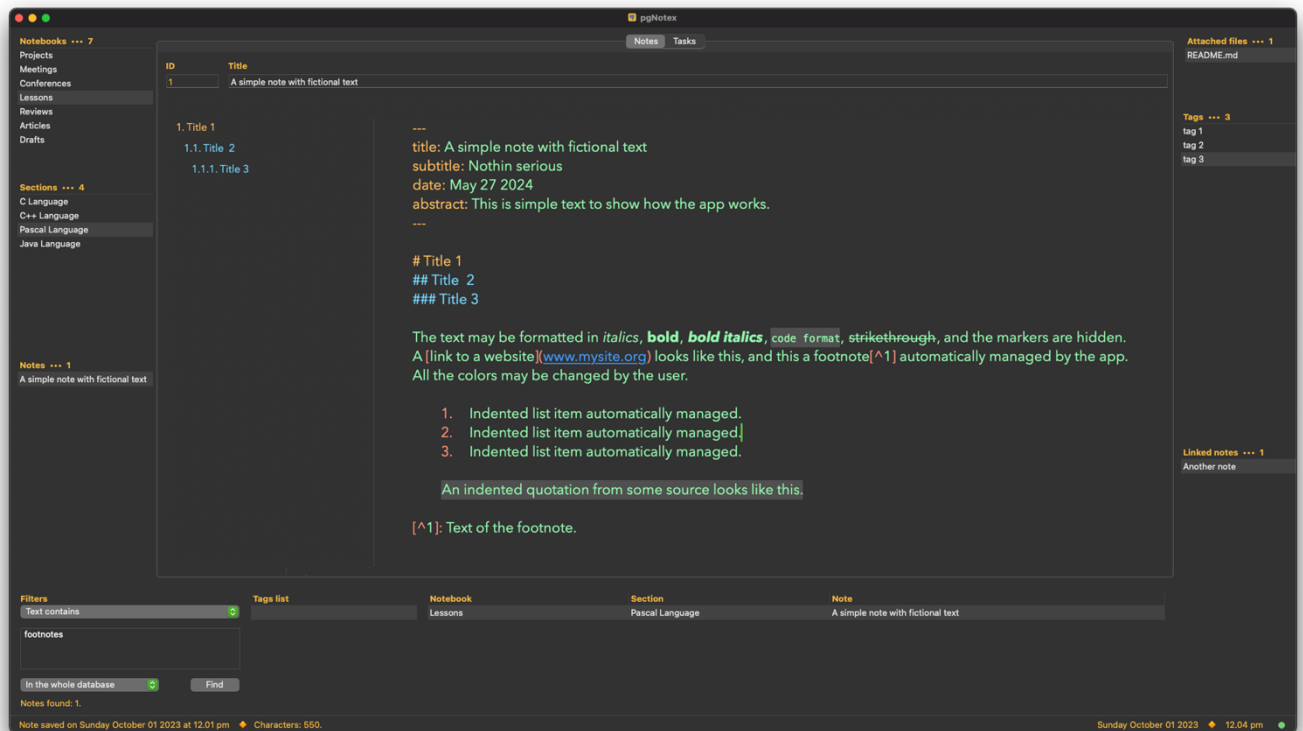 pgNotex
Notebooks ••• 7
Projects
Meetings
Conferences
Lessons
Reviews
Articles
Drafts
Sections ••• 4
C Language
C++ Language
Pascal Language
Java Language
Notes ••• 1
A simple note with fictional text
Notes Tasks
ID Title
1 A simple note with fictional text
1. Title 1
1.1. Title 2
1.1.1. Title 3
---
title: A simple note with fictional text
subtitle: Nothin serious
date: May 27 2024
abstract: This is simple text to show how the app works.
---
# Title 1
## Title 2
### Title 3
The text may be formatted in italics, bold, bold italics, code format, strikethrough, and the markers are hidden.
A [link to a website](www.mysite.org) looks like this, and this a footnote[^1] automatically managed by the app.
All the colors may be changed by the user.
1. Indented list item automatically managed.
2. Indented list item automatically managed.
3. Indented list item automatically managed.
An indented quotation from some source looks like this.
[^1]: Text of the footnote.
Attached files ••• 1
README.md
Tags ••• 3
tag 1
tag 2
tag 3
Linked notes ••• 1
Another note
Filters
Text contains
footnotes
In the whole database Find
Notes found: 1.
Tags list
Notebook Section Note
Lessons Pascal Language A simple note with fictional text
Note saved on Sunday October 01 2023 at 12.01 pm ◆ Characters: 550.
Sunday October 01 2023 ◆ 12.04 pm